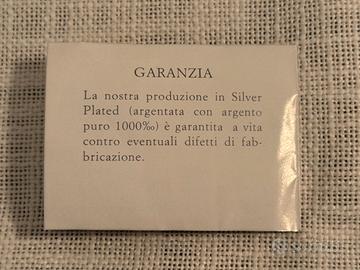 GARANZIA
La nostra produzione in Silver
Plated (argentata con argento
puro 1000‰) è garantita a vita
contro eventuali difetti di fab-
bricazione.